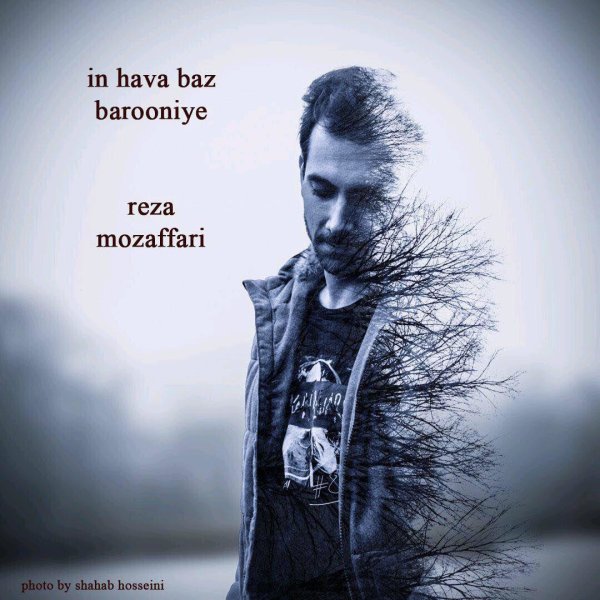 in hava baz
barooniye
reza
mozaffari
photo by shahab hosseini